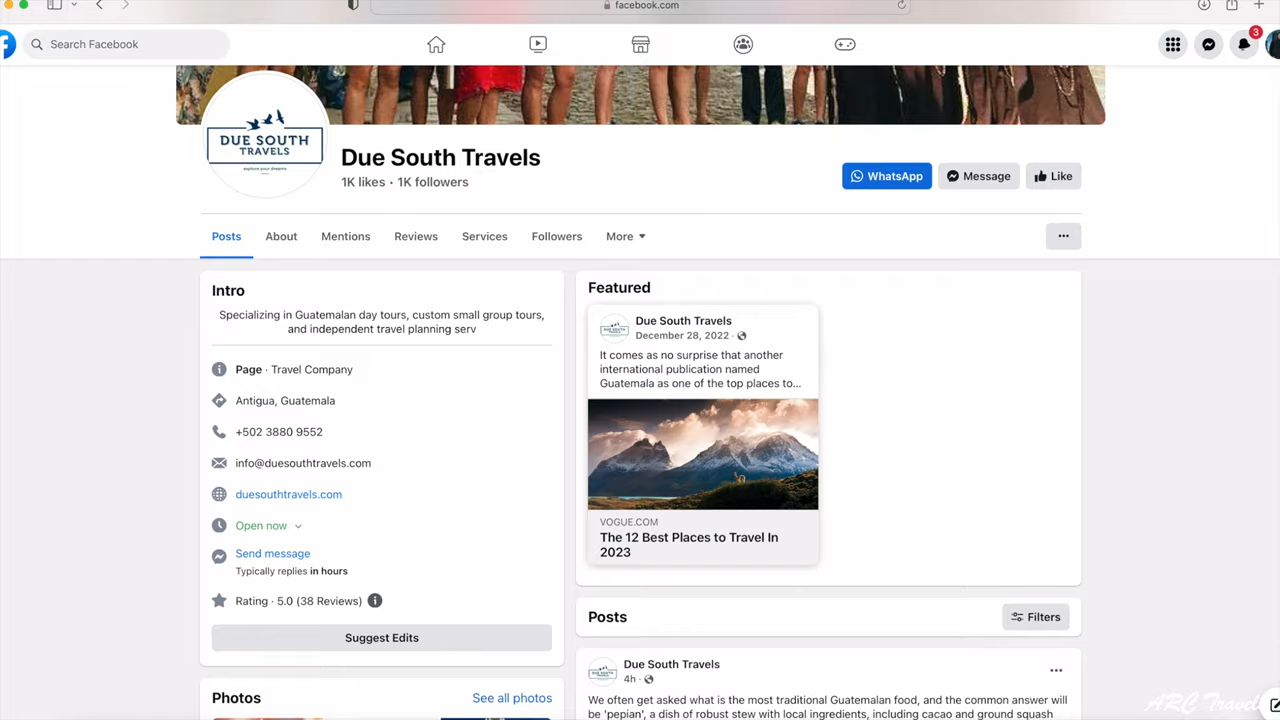 facebook.com
Search Facebook
3
DUE SOUTH
TRAVELS
explore your dreams
Due South Travels
1K likes • 1K followers
WhatsApp
Message
Like
Posts
About
Mentions
Reviews
Services
Followers
More
Intro
Specializing in Guatemalan day tours, custom small group tours,
and independent travel planning serv
Page · Travel Company
Antigua, Guatemala
+502 3880 9552
info@duesouthtravels.com
duesouthtravels.com
Open now
Send message
Typically replies in hours
Rating · 5.0 (38 Reviews)
Suggest Edits
Photos
See all photos
Featured
Due South Travels
December 28, 2022 ·
It comes as no surprise that another
international publication named
Guatemala as one of the top places to...
VOGUE.COM
The 12 Best Places to Travel In
2023
Posts
Filters
Due South Travels
4h ·
We often get asked what is the most traditional Guatemalan food, and the common answer will
be 'pepian', a dish of robust stew with local ingredients, including cacao and ground squash
ARC Travel